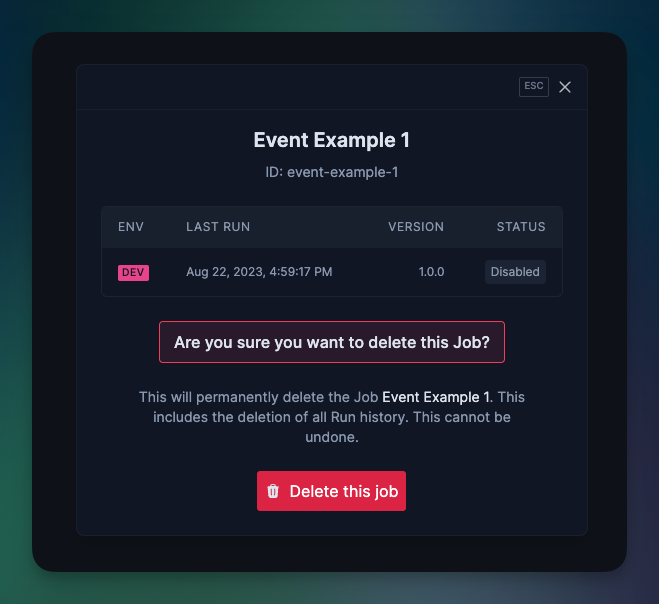 ESC
Event Example 1
ID: event-example-1
ENV LAST RUN VERSION STATUS
DEV Aug 22, 2023, 4:59:17 PM 1.0.0 Disabled
Are you sure you want to delete this Job?
This will permanently delete the Job Event Example 1. This
includes the deletion of all Run history. This cannot be
undone.
Delete this job